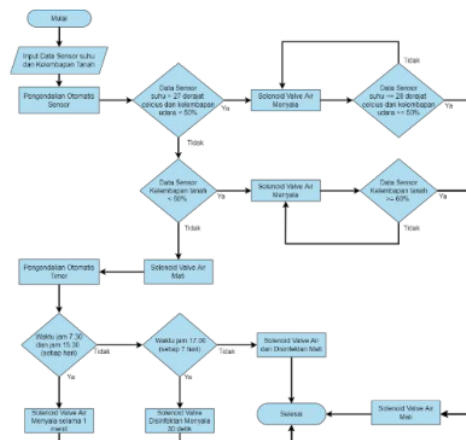 Mulai
Input Data Sensor suhu
dan Kelembapan Tanah
Pengendalian Otomatis
Sensor
Data Sensor
suhu > 27 derajat
celcius dan kelembapan
udara < 50%
Ya
Tidak
Solenoid Valve Air
Menyala
Data Sensor
suhu <= 28 derajat
celcius dan kelembapan
udara >= 50%
Tidak
Ya
Data Sensor
Kelembapan tanah
< 60%
Ya
Tidak
Solenoid Valve Air
Menyala
Data Sensor
Kelembapan tanah
>= 60%
Ya
Tidak
Pengendalian Otomatis
Timer
Solenoid Valve Air
Mati
Waktu jam 7.30
dan jam 15.30
(setiap hari)
Tidak
Ya
Waktu jam 17.00
(setiap 7 hari)
Tidak
Ya
Solenoid Valve Air
dan Disinfektan Mati
Solenoid Valve Air
Menyala selama 1
menit
Solenoid Valve
Disinfektan Menyala
30 detik
Selesai
Solenoid Valve Air
Mati